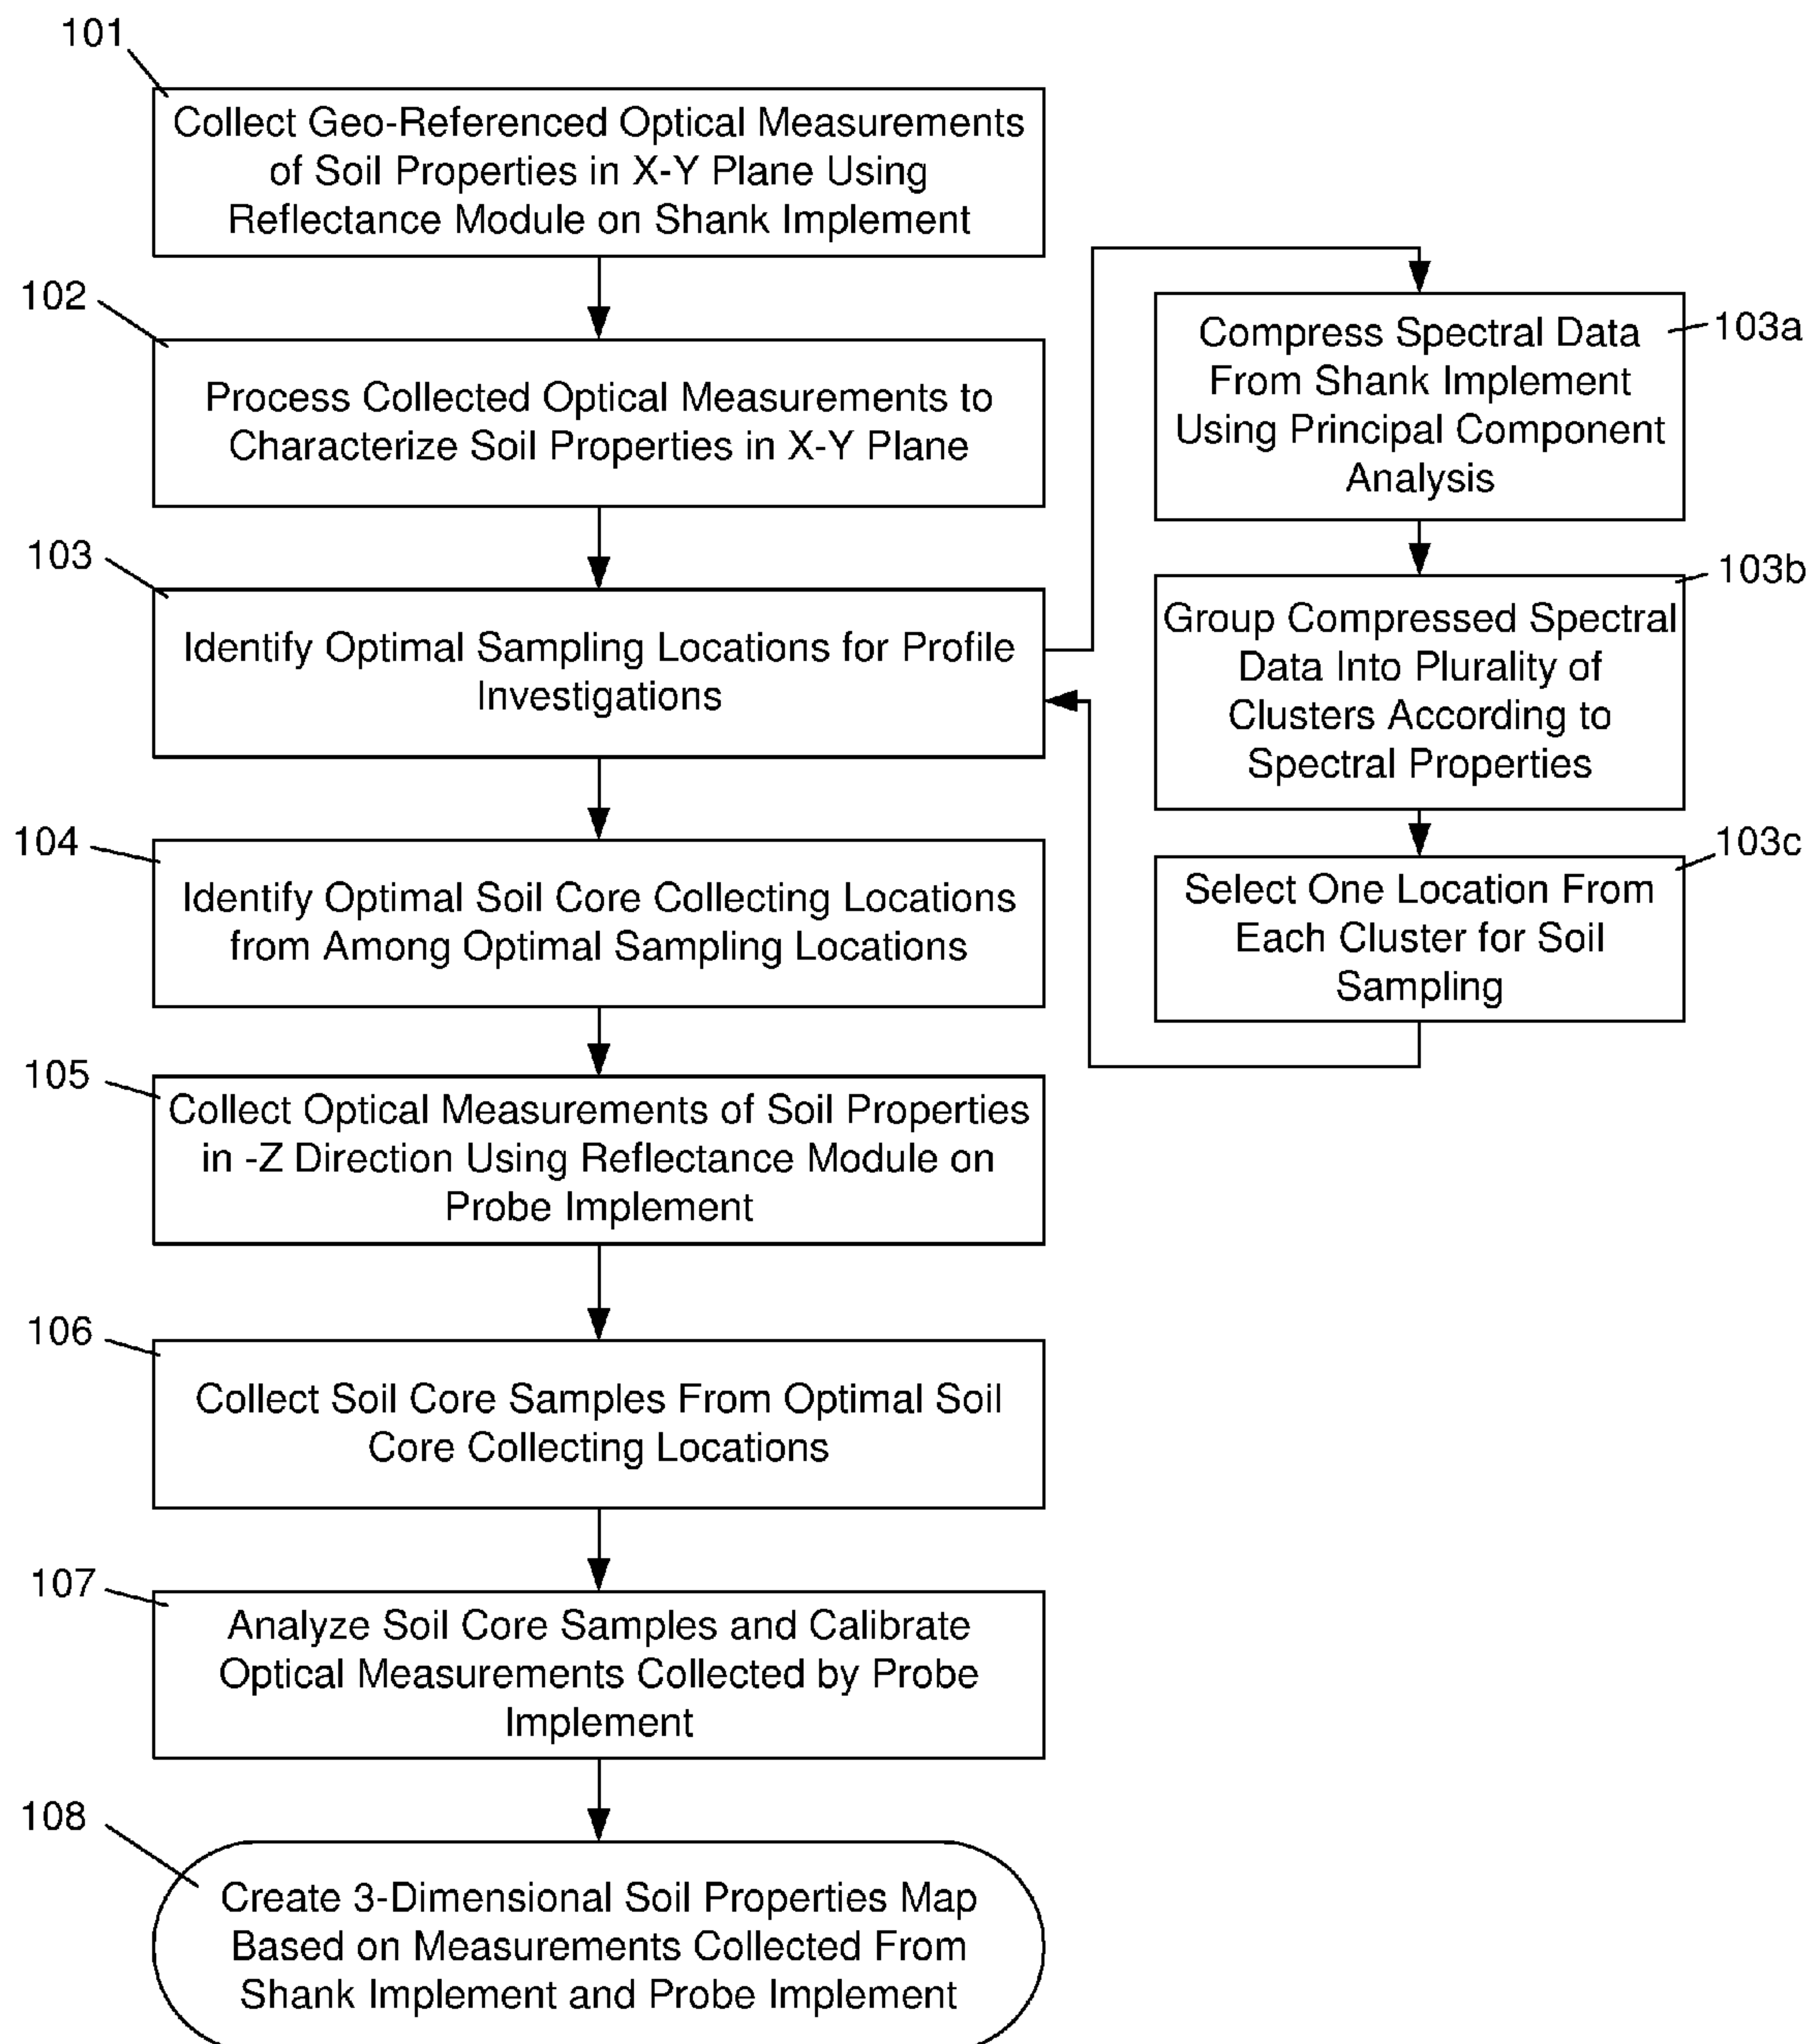 101
Collect Geo-Referenced Optical Measurements
of Soil Properties in X-Y Plane Using
Reflectance Module on Shank Implement
102
Process Collected Optical Measurements to
Characterize Soil Properties in X-Y Plane
103
Identify Optimal Sampling Locations for Profile
Investigations
103a
Compress Spectral Data
From Shank Implement
Using Principal Component
Analysis
103b
Group Compressed Spectral
Data Into Plurality of
Clusters According to
Spectral Properties
103c
Select One Location From
Each Cluster for Soil
Sampling
104
Identify Optimal Soil Core Collecting Locations
from Among Optimal Sampling Locations
105
Collect Optical Measurements of Soil Properties
in -Z Direction Using Reflectance Module on
Probe Implement
106
Collect Soil Core Samples From Optimal Soil
Core Collecting Locations
107
Analyze Soil Core Samples and Calibrate
Optical Measurements Collected by Probe
Implement
108
Create 3-Dimensional Soil Properties Map
Based on Measurements Collected From
Shank Implement and Probe Implement